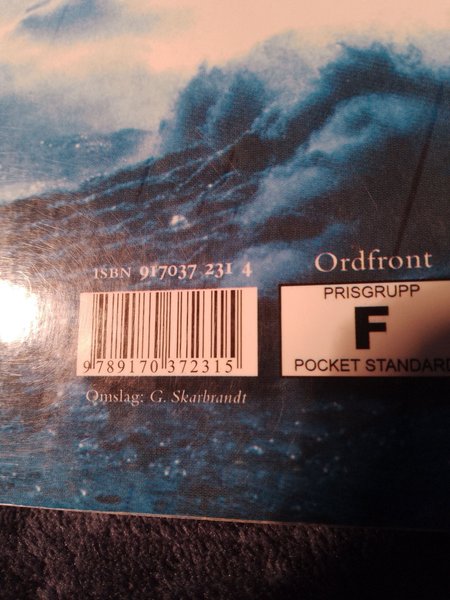 ISBN 917037 231 4
Ordfront
PRISGRUPP
F
POCKET STANDARD
9 789170 372315
Omslag: G. Skarbrandt